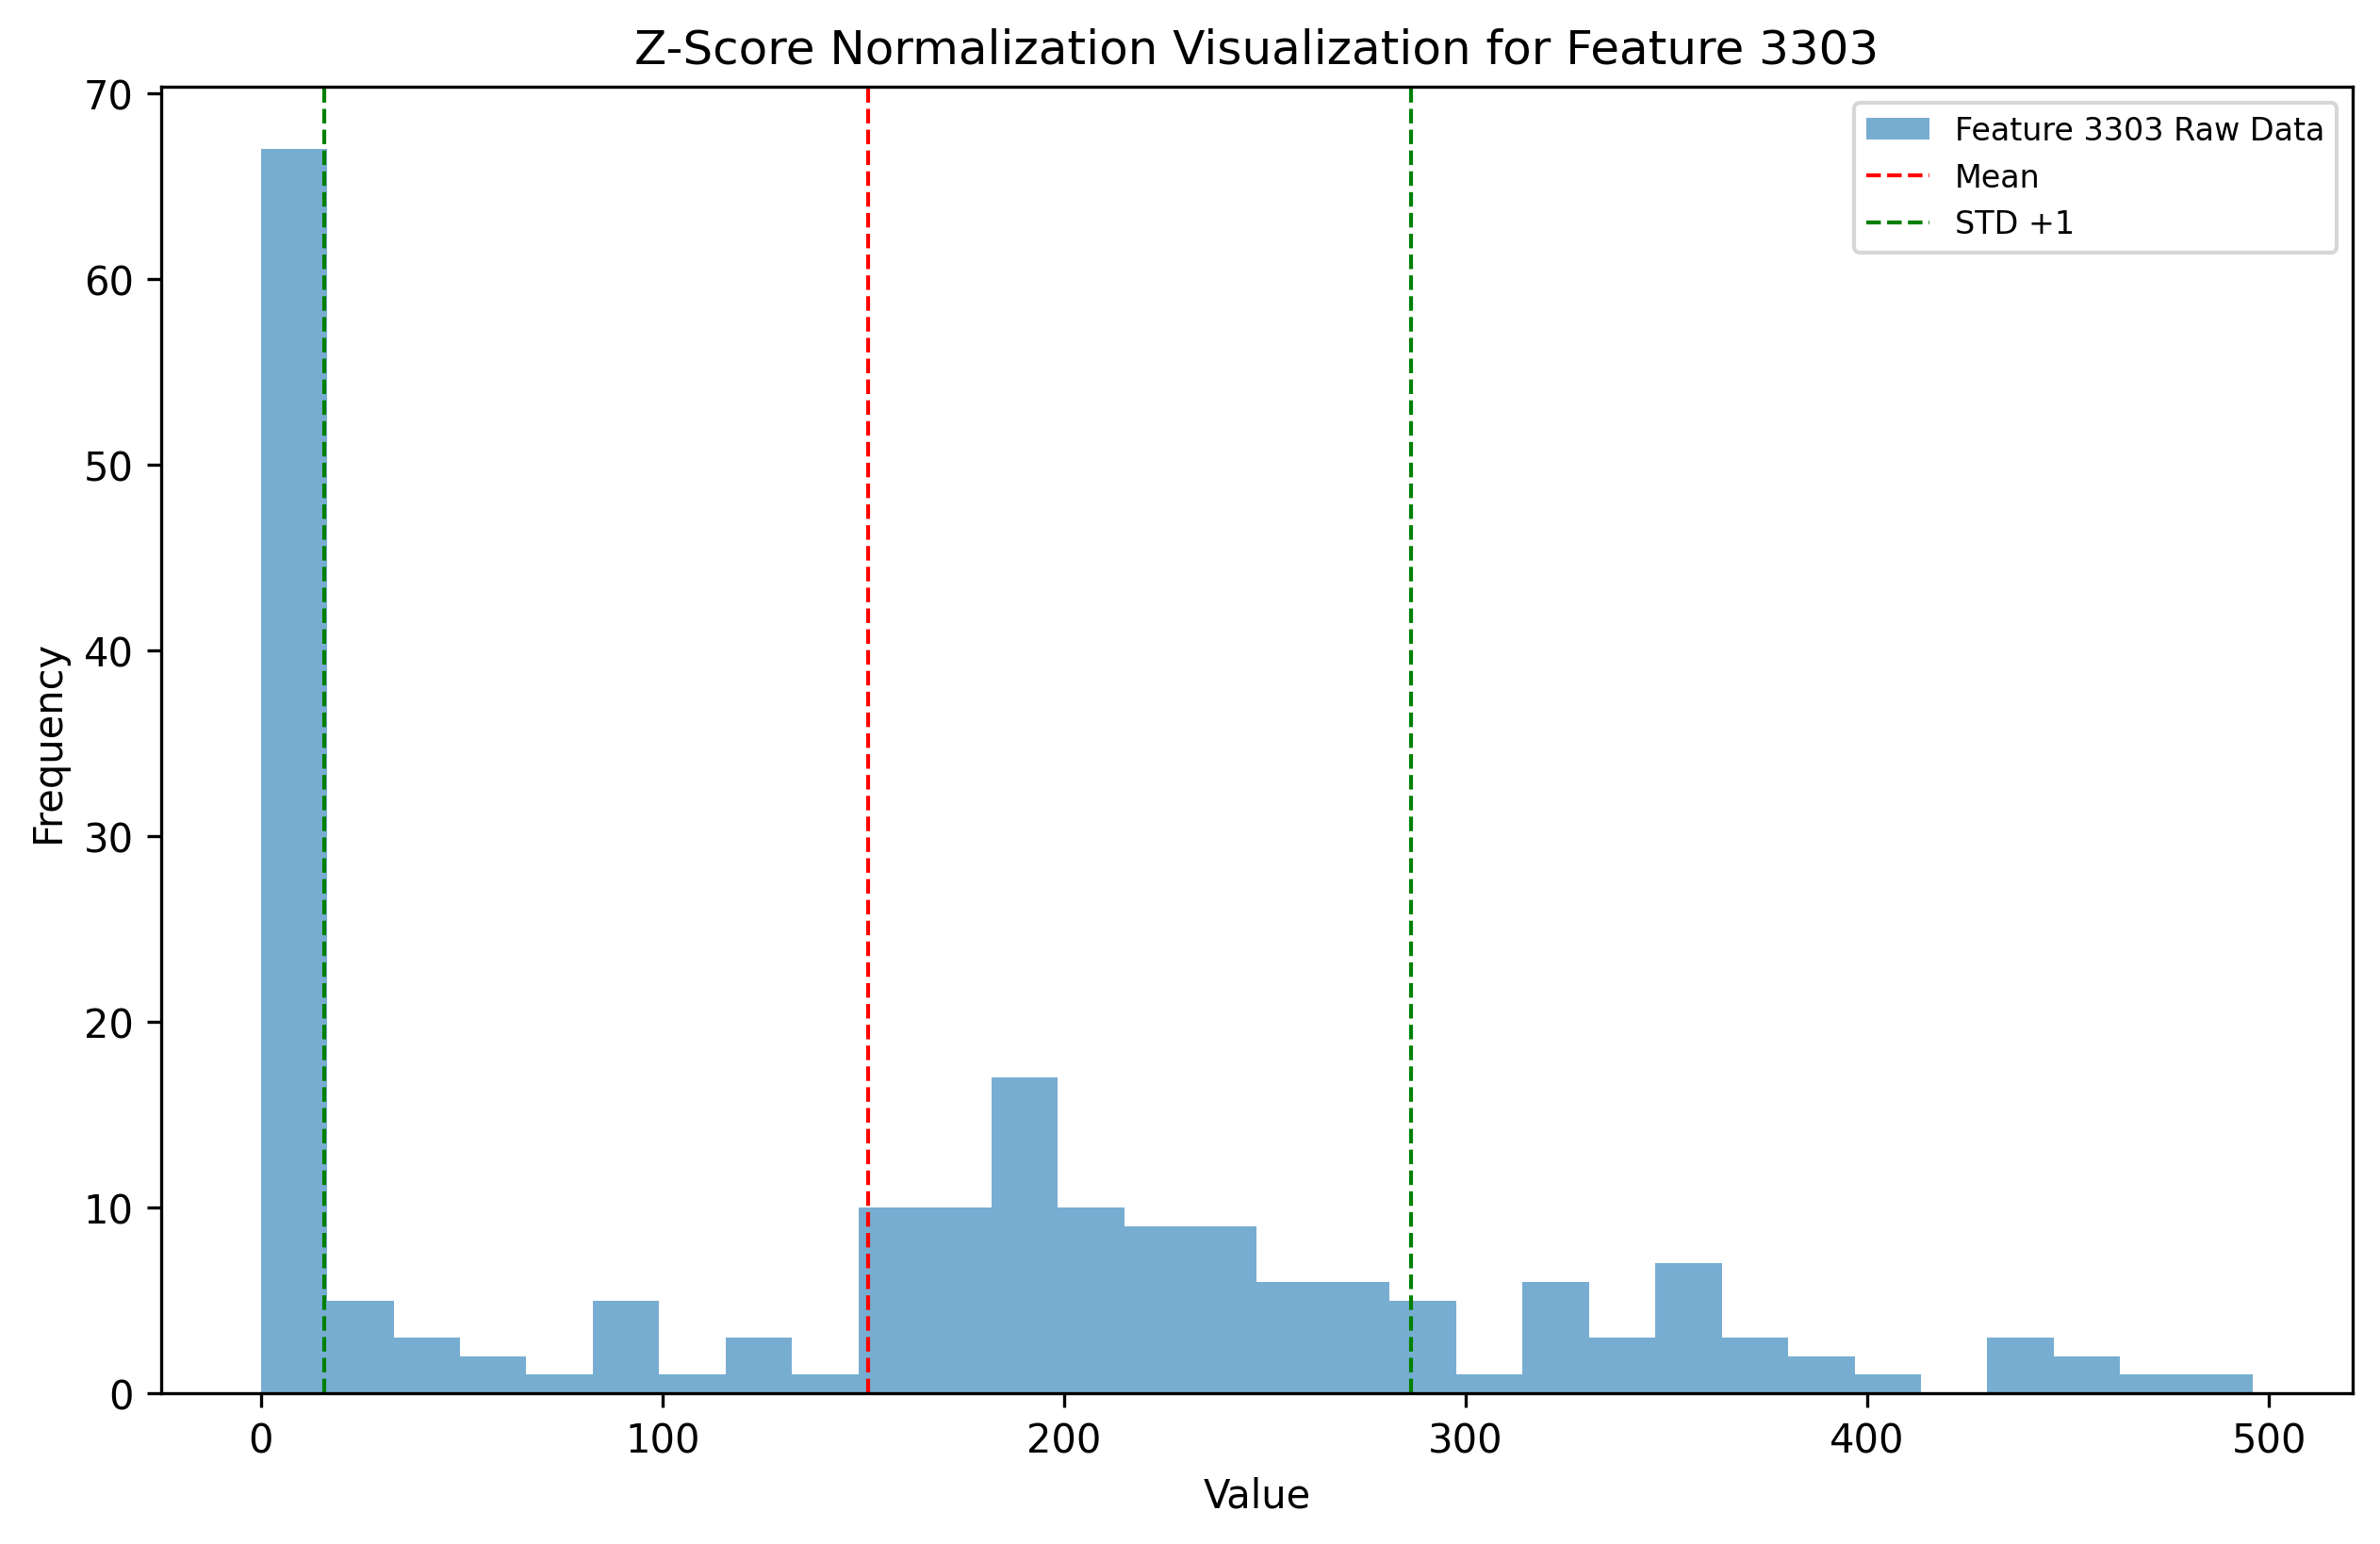 Z-Score Normalization Visualization for Feature 3303
Feature 3303 Raw Data
Mean
STD +1
70
60
50
40
30
20
10
0
Frequency
0 100 200 300 400 500
Value